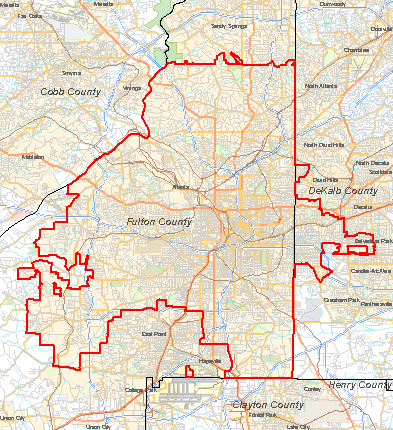 Marietta
Dunwoody
Fair Oaks
Sandy Springs
Doraville
Chamblee
Smyrna
Vinings
Cobb County
North Atlanta
North Druid Hills
Mableton
North Decatur
Scottdale
Druid Hills
Atlanta
DeKalb County
Decatur
Fulton County
Belvedere Park
Candler-McAfee
Gresham Park
Panthersville
East Point
Hapeville
College Park
Conley
Henry County
Clayton County
Forest Park
Union City
Union City
Lake City